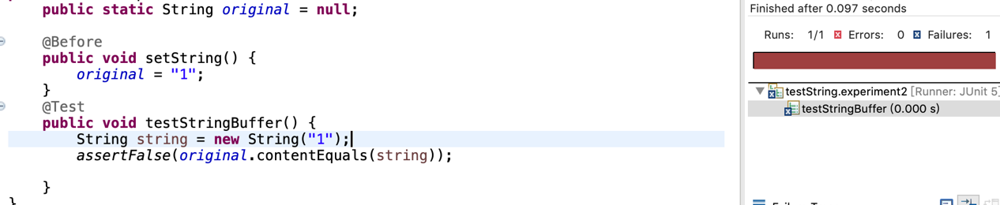 public static String original = null;
@Before
public void setString() {
original = "1";
}
@Test
public void testStringBuffer() {
String string = new String("1");
assertFalse(original.contentEquals(string));
}
}
Finished after 0.097 seconds
Runs: 1/1 Errors: 0 Failures: 1
testString.experiment2 [Runner: JUnit 5]
testStringBuffer (0.000 s)